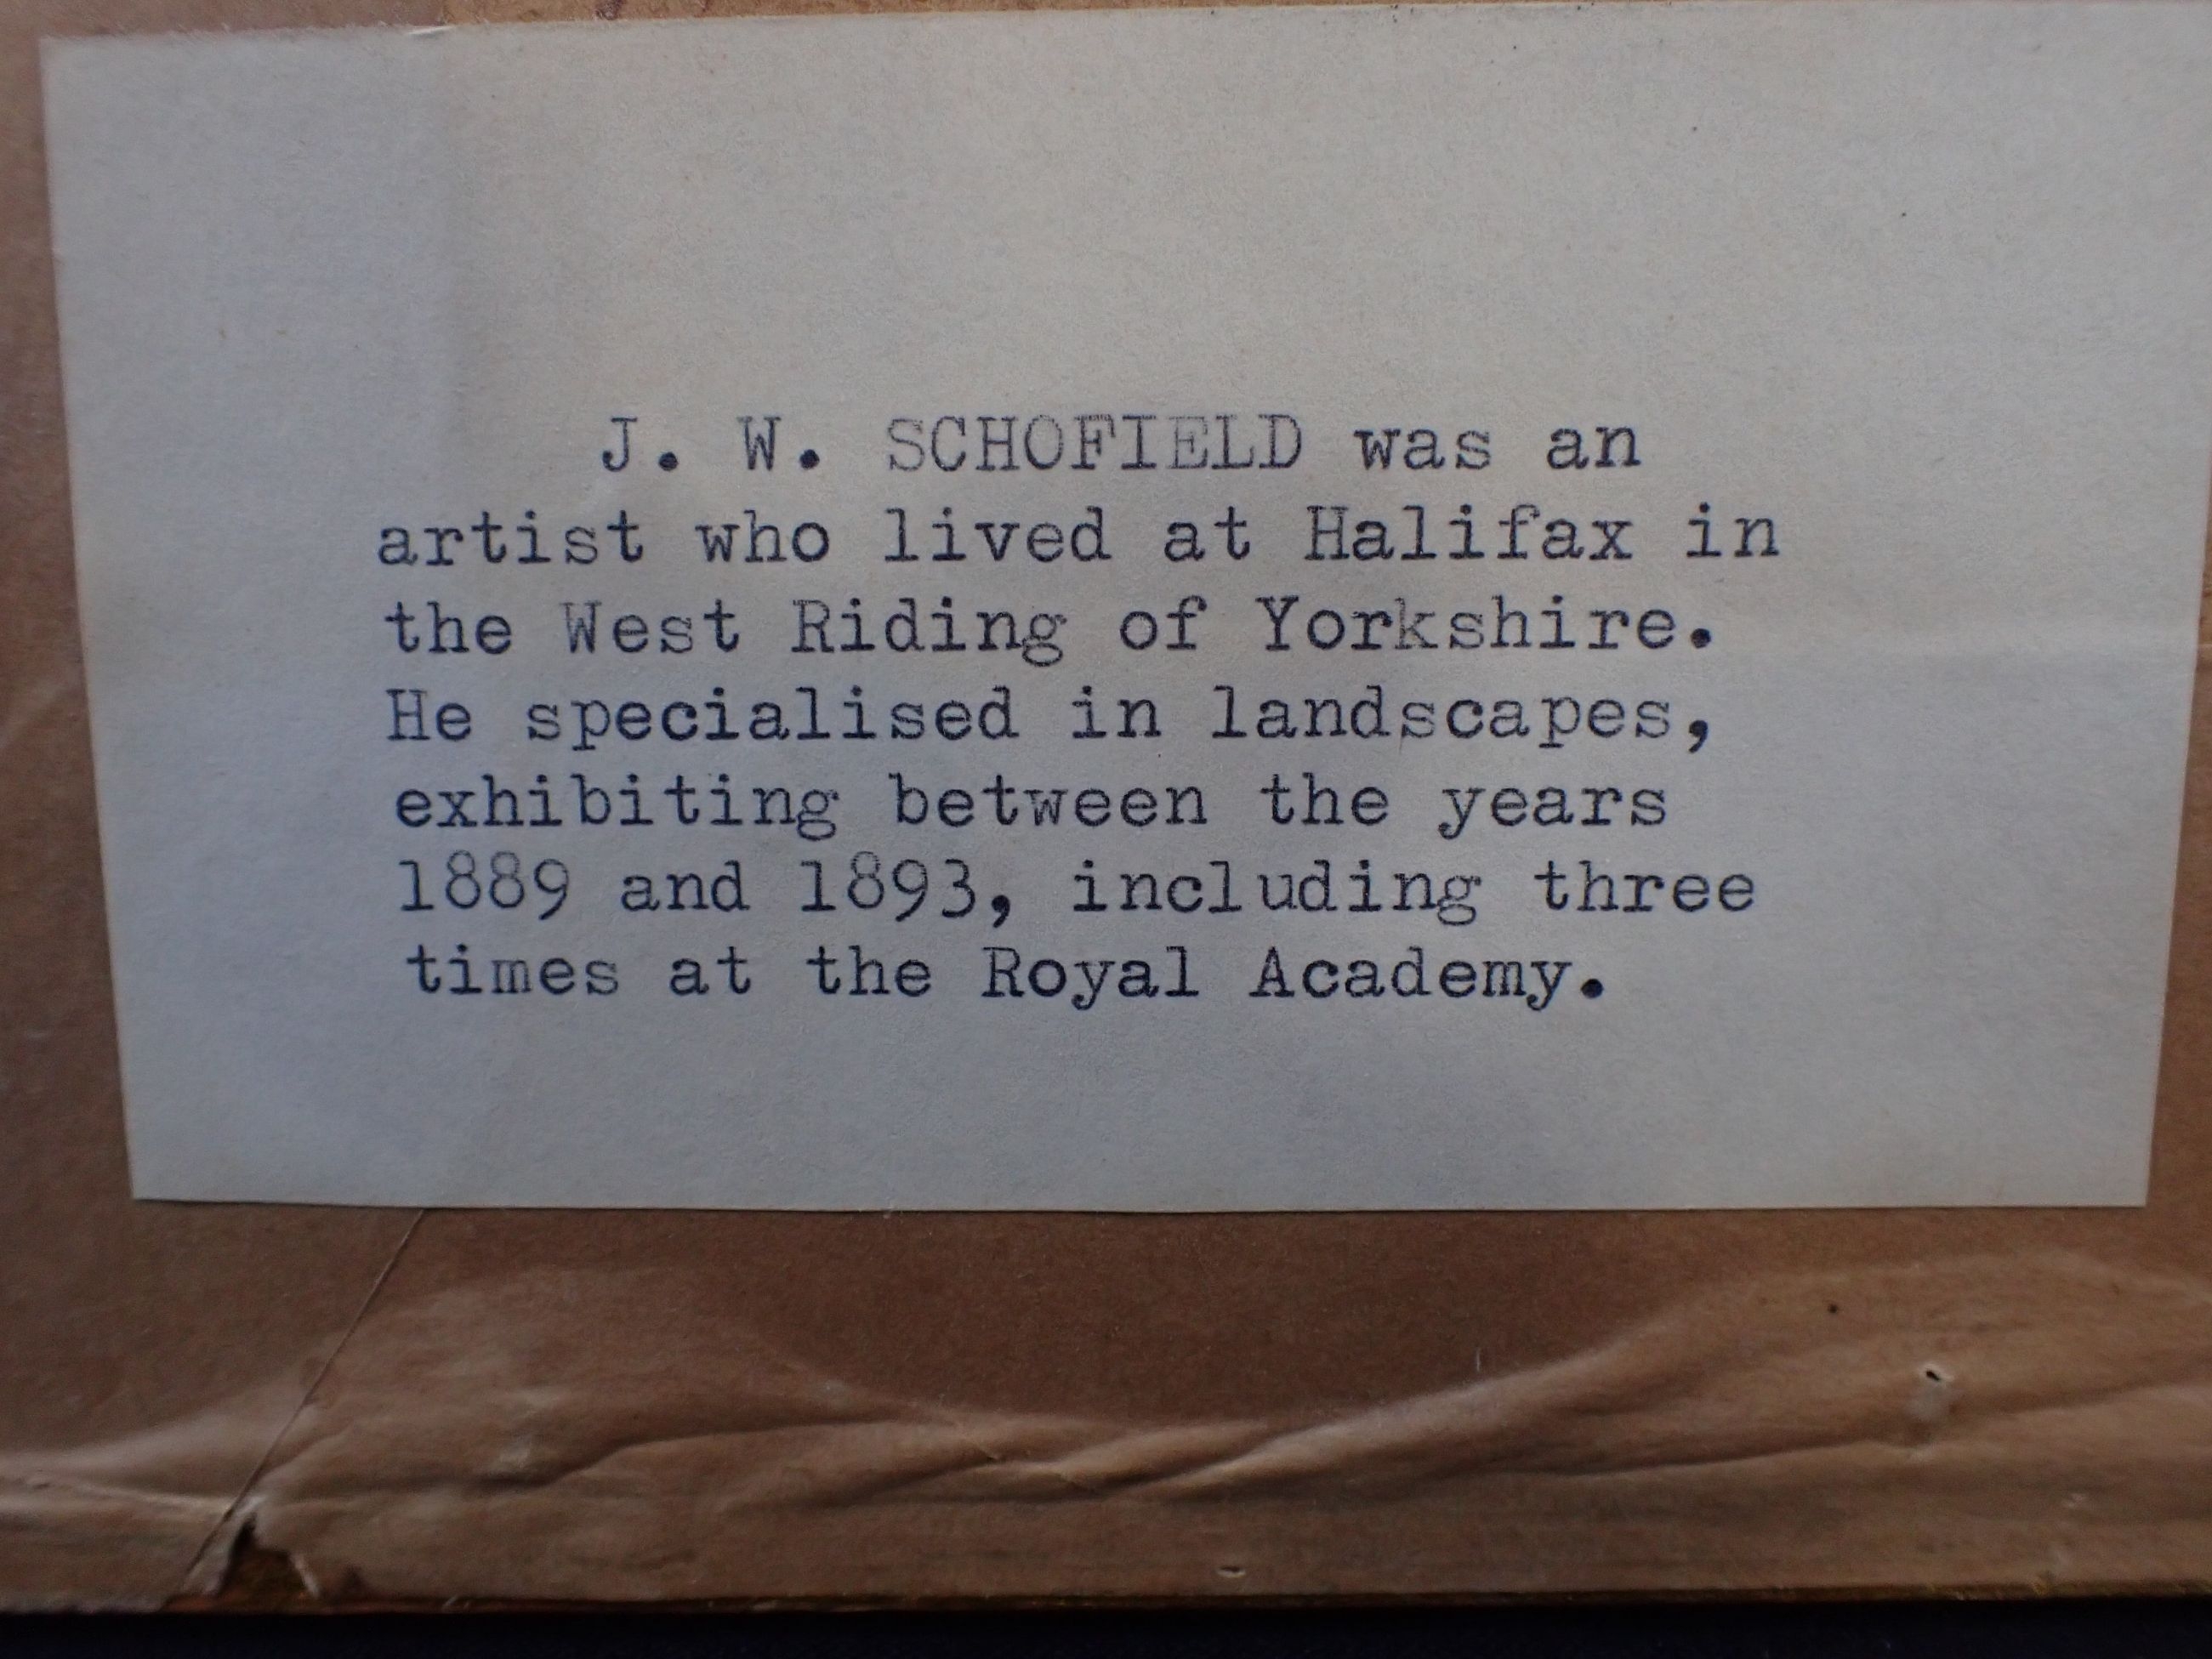 J. W. SCHOFIELD was an
artist who lived at Halifax in
the West Riding of Yorkshire.
He specialised in landscapes,
exhibiting between the years
1889 and 1893, including three
times at the Royal Academy.